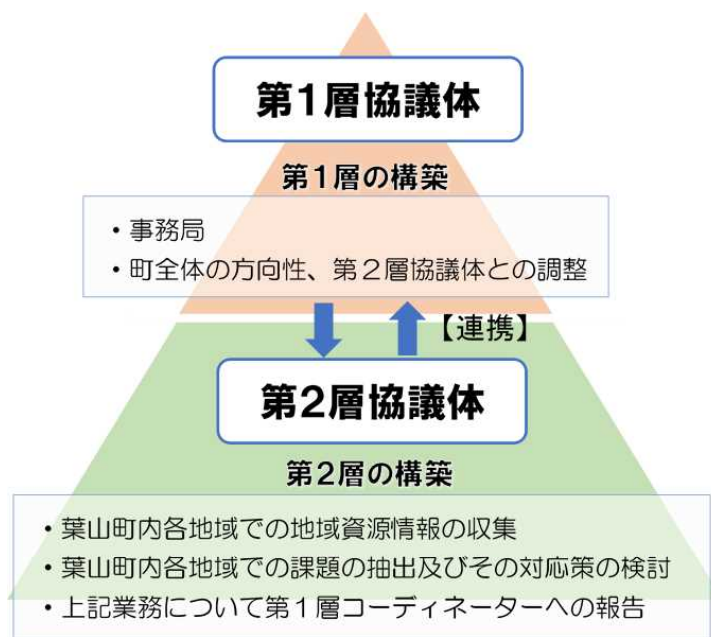 第1層協議体
第1層の構築
・事務局
・町全体の方向性、第２層協議体との調整
【連携】
第2層協議体
第2層の構築
・葉山町内各地域での地域資源情報の収集
・葉山町内各地域での課題の抽出及びその対応策の検討
・上記業務について第１層コーディネーターへの報告